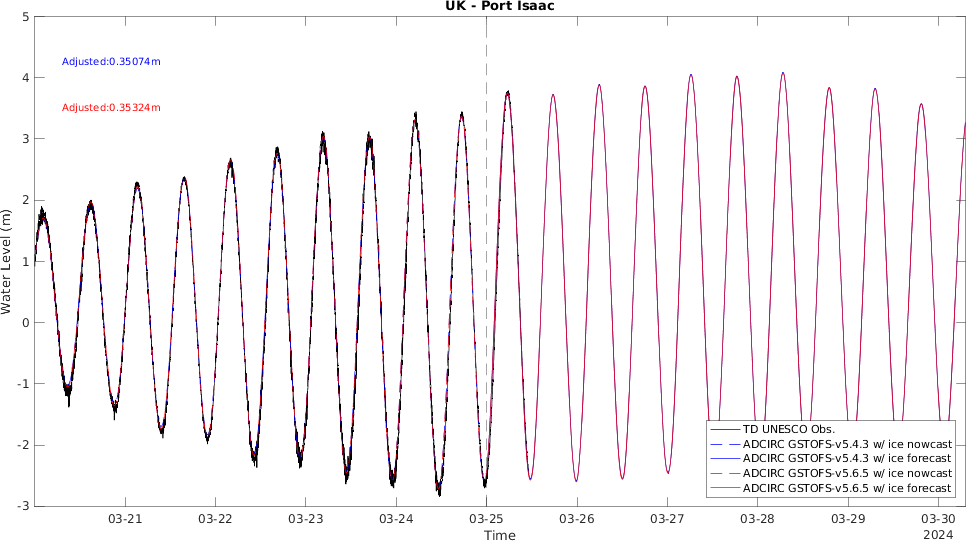 UK - Port Isaac
5
4
3
2
1
0
-1
-2
-3
Water Level (m)
Adjusted:0.35074m
Adjusted:0.35324m
TD UNESCO Obs.
ADCIRC GSTOFS-v5.4.3 w/ ice nowcast
ADCIRC GSTOFS-v5.4.3 w/ ice forecast
ADCIRC GSTOFS-v5.6.5 w/ ice nowcast
ADCIRC GSTOFS-v5.6.5 w/ ice forecast
03-21 03-22 03-23 03-24 03-25 03-26 03-27 03-28 03-29 03-30
Time
2024